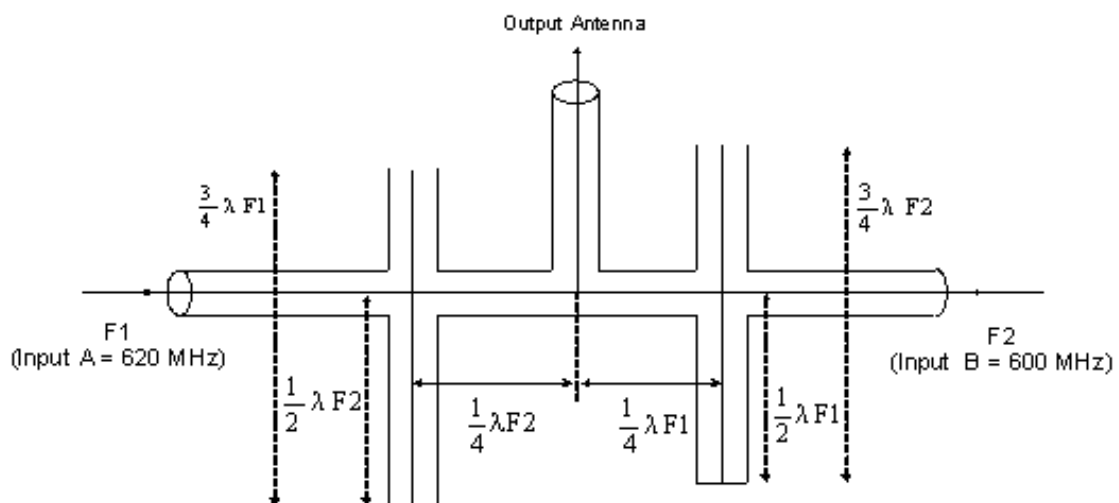 Output Antenna
3/4 λ F1
3/4 λ F2
F1
(Input A = 620 MHz)
F2
(Input B = 600 MHz)
1/2 λ F2
1/4 λF2
1/4 λ F1
1/2 λ F1